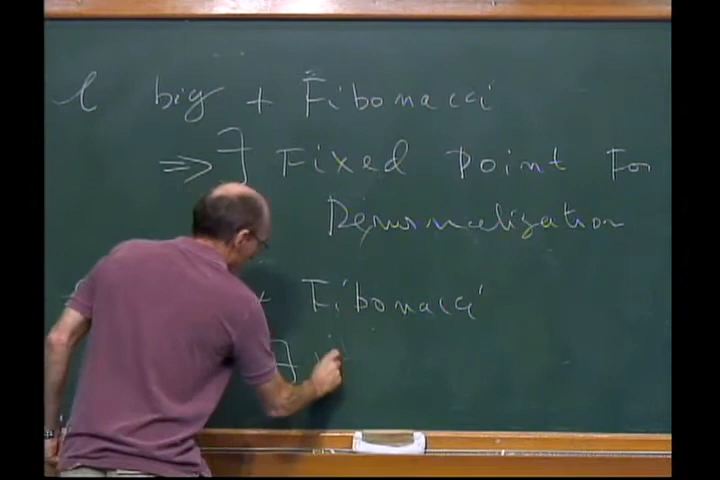 ℓ big + Fibonacci
⇒ ∃ Fixed Point For
Renormalization
+ Fibonacci
∃